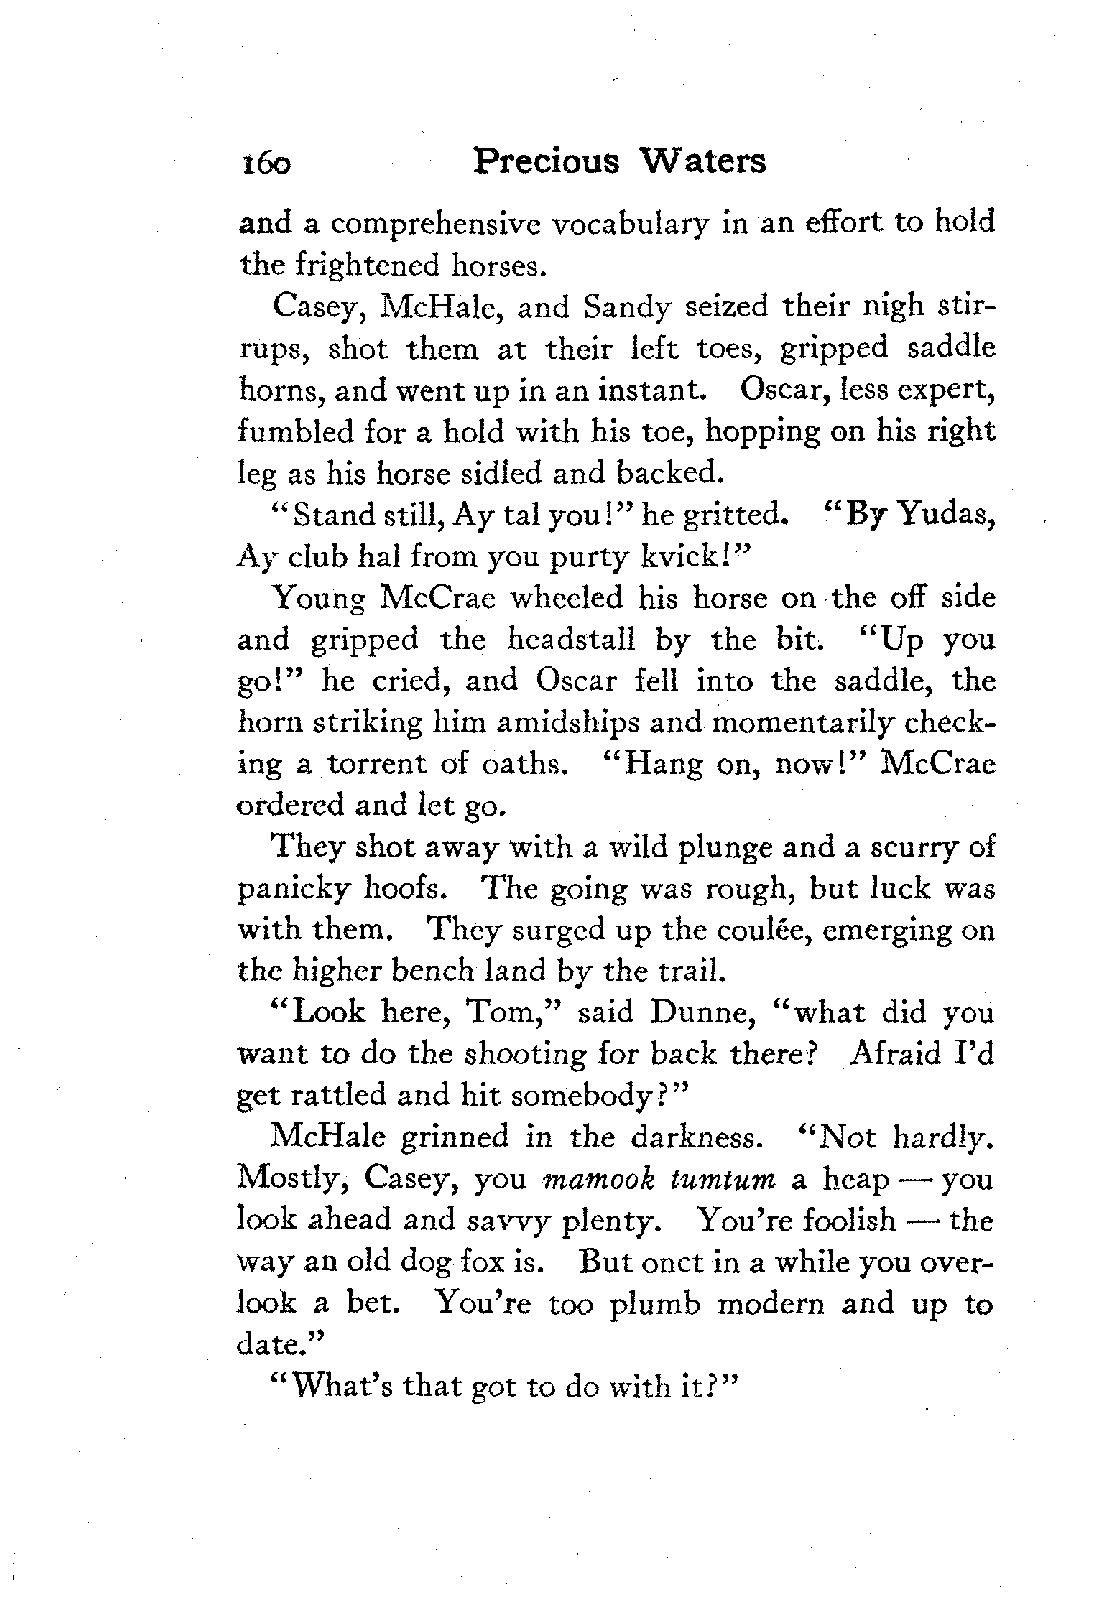 160 Precious Waters
and a comprehensive vocabulary in an effort to hold
the frightened horses.
Casey, McHale, and Sandy seized their nigh stir-
rups, shot them at their left toes, gripped saddle
horns, and went up in an instant. Oscar, less expert,
fumbled for a hold with his toe, hopping on his right
leg as his horse sidled and backed.
“Stand still, Ay tal you!” he gritted. “By Yudas,
Ay club hal from you purty kvick!”
Young McCrae wheeled his horse on the off side
and gripped the headstall by the bit. “Up you
go!” he cried, and Oscar fell into the saddle, the
horn striking him amidships and momentarily check-
ing a torrent of oaths. “Hang on, now!” McCrae
ordered and let go.
They shot away with a wild plunge and a scurry of
panicky hoofs. The going was rough, but luck was
with them. They surged up the coulée, emerging on
the higher bench land by the trail.
“Look here, Tom,” said Dunne, “what did you
want to do the shooting for back there? Afraid I’d
get rattled and hit somebody?”
McHale grinned in the darkness. “Not hardly.
Mostly, Casey, you mamook tumtum a heap — you
look ahead and savvy plenty. You’re foolish — the
way an old dog fox is. But onct in a while you over-
look a bet. You’re too plumb modern and up to
date.”
“What’s that got to do with it?”